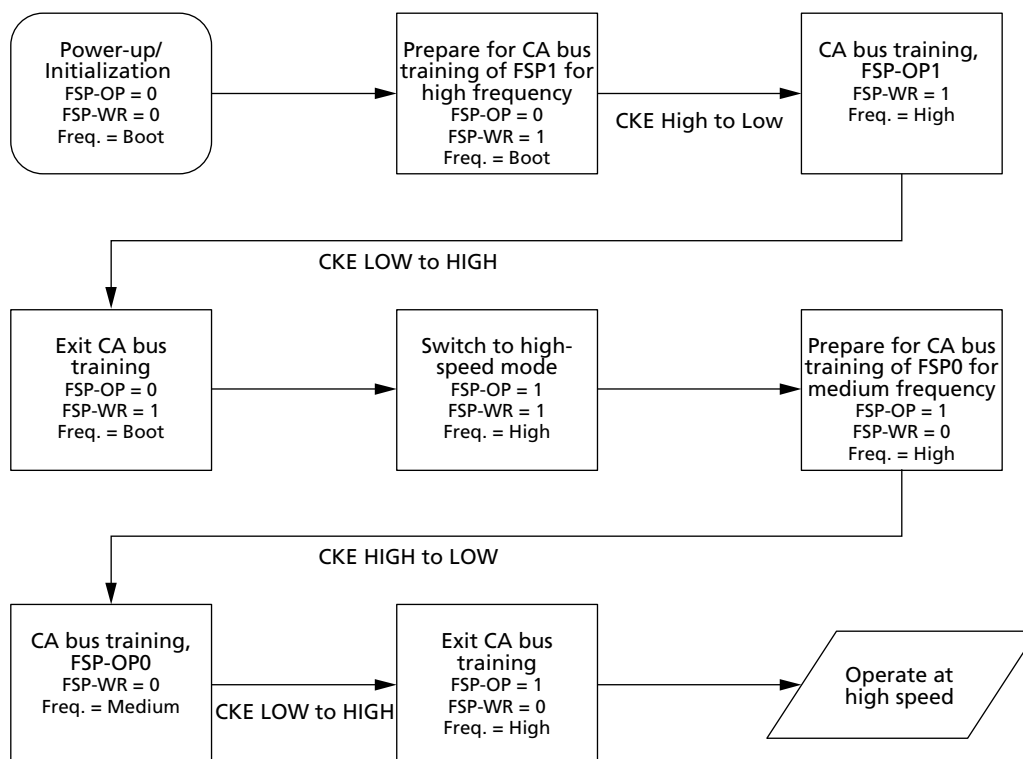 Power-up/
Initialization
FSP-OP = 0
FSP-WR = 0
Freq. = Boot
Prepare for CA bus
training of FSP1 for
high frequency
FSP-OP = 0
FSP-WR = 1
Freq. = Boot
CKE High to Low
CA bus training,
FSP-OP1
FSP-WR = 1
Freq. = High
CKE LOW to HIGH
Exit CA bus
training
FSP-OP = 0
FSP-WR = 1
Freq. = Boot
Switch to high-
speed mode
FSP-OP = 1
FSP-WR = 1
Freq. = High
Prepare for CA bus
training of FSP0 for
medium frequency
FSP-OP = 1
FSP-WR = 0
Freq. = High
CKE HIGH to LOW
CA bus training,
FSP-OP0
FSP-WR = 0
Freq. = Medium
CKE LOW to HIGH
Exit CA bus
training
FSP-OP = 1
FSP-WR = 0
Freq. = High
Operate at
high speed